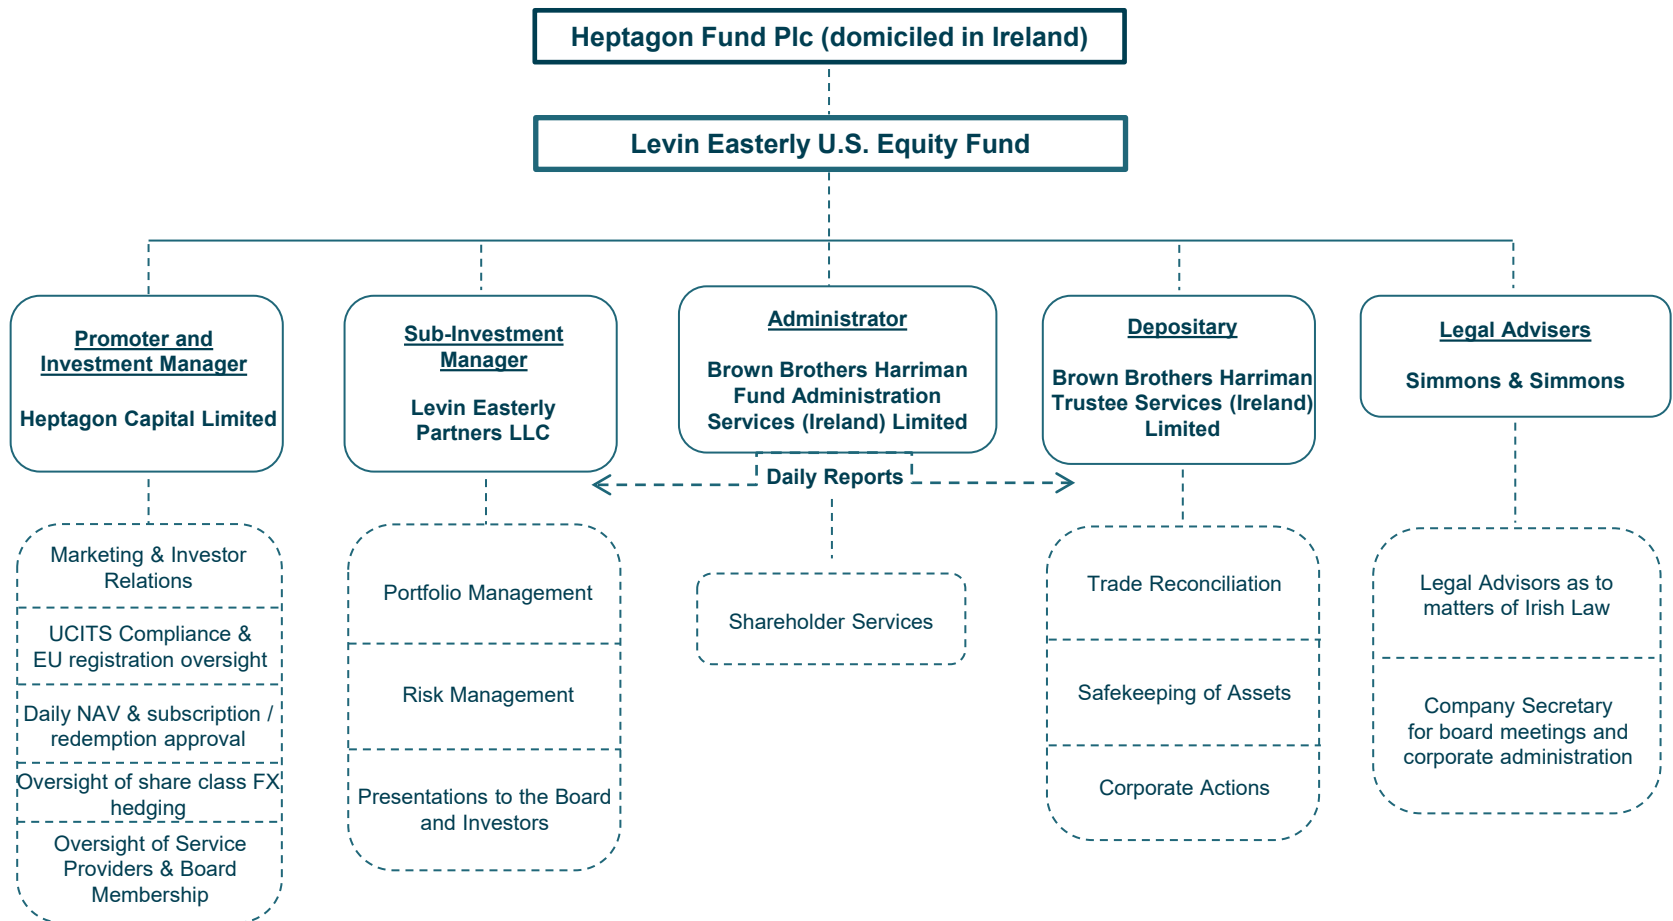 Heptagon Fund Plc (domiciled in Ireland)
Levin Easterly U.S. Equity Fund
Promoter and
Investment Manager
Heptagon Capital Limited
Sub-Investment
Manager
Levin Easterly
Partners LLC
Administrator
Brown Brothers Harriman
Fund Administration
Services (Ireland) Limited
Depositary
Brown Brothers Harriman
Trustee Services (Ireland)
Limited
Legal Advisers
Simmons & Simmons
Daily Reports
Marketing & Investor
Relations
UCITS Compliance &
EU registration oversight
Daily NAV & subscription /
redemption approval
Oversight of share class FX
hedging
Oversight of Service
Providers & Board
Membership
Portfolio Management
Risk Management
Presentations to the Board
and Investors
Shareholder Services
Trade Reconciliation
Safekeeping of Assets
Corporate Actions
Legal Advisors as to
matters of Irish Law
Company Secretary
for board meetings and
corporate administration